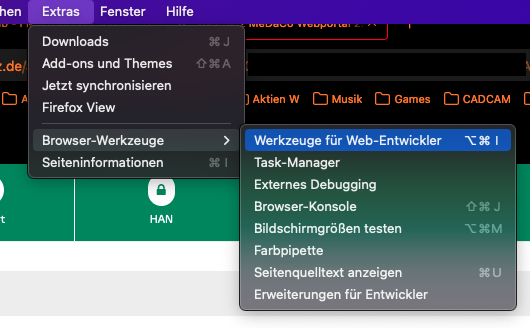 hen Extras Fenster Hilfe
MeDaCo Webportal
Downloads ⌘J
z.de/
Add-ons und Themes ⇧⌘A
Jetzt synchronisieren
A Aktien W Musik Games CADCAM
Firefox View
Browser-Werkzeuge
Werkzeuge für Web-Entwickler ⌥⌘I
Seiteninformationen ⌘I
Task-Manager
Externes Debugging
Browser-Konsole ⇧⌘J
rt HAN
Bildschirmgrößen testen ⌥⌘M
Farbpipette
Seitenquelltext anzeigen ⌘U
Erweiterungen für Entwickler